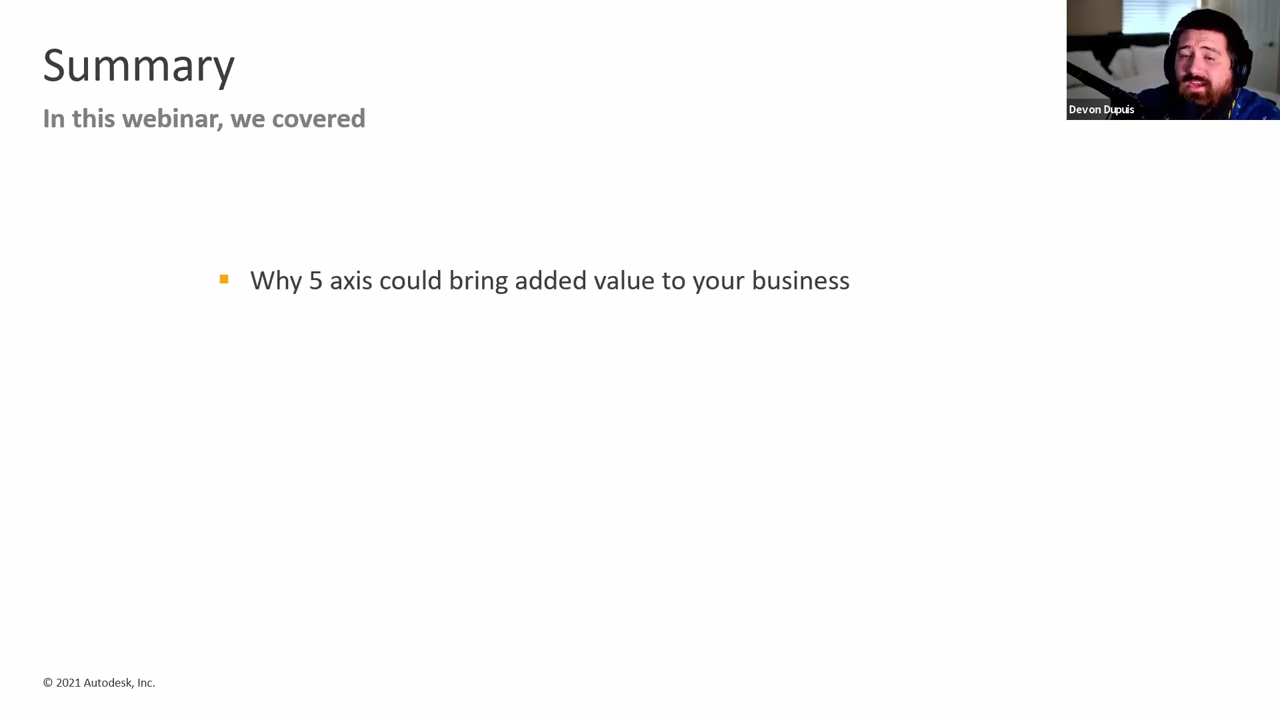 Summary
In this webinar, we covered
Devon Dupuis
▪ Why 5 axis could bring added value to your business
© 2021 Autodesk, Inc.